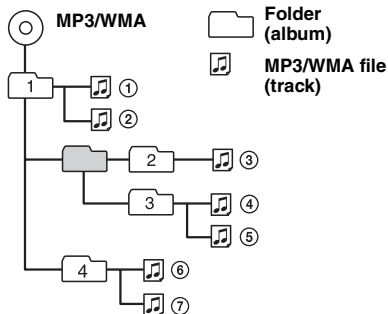 MP3/WMA
Folder
(album)
MP3/WMA file
(track)
1
①
②
2
③
3
④
⑤
4
⑥
⑦